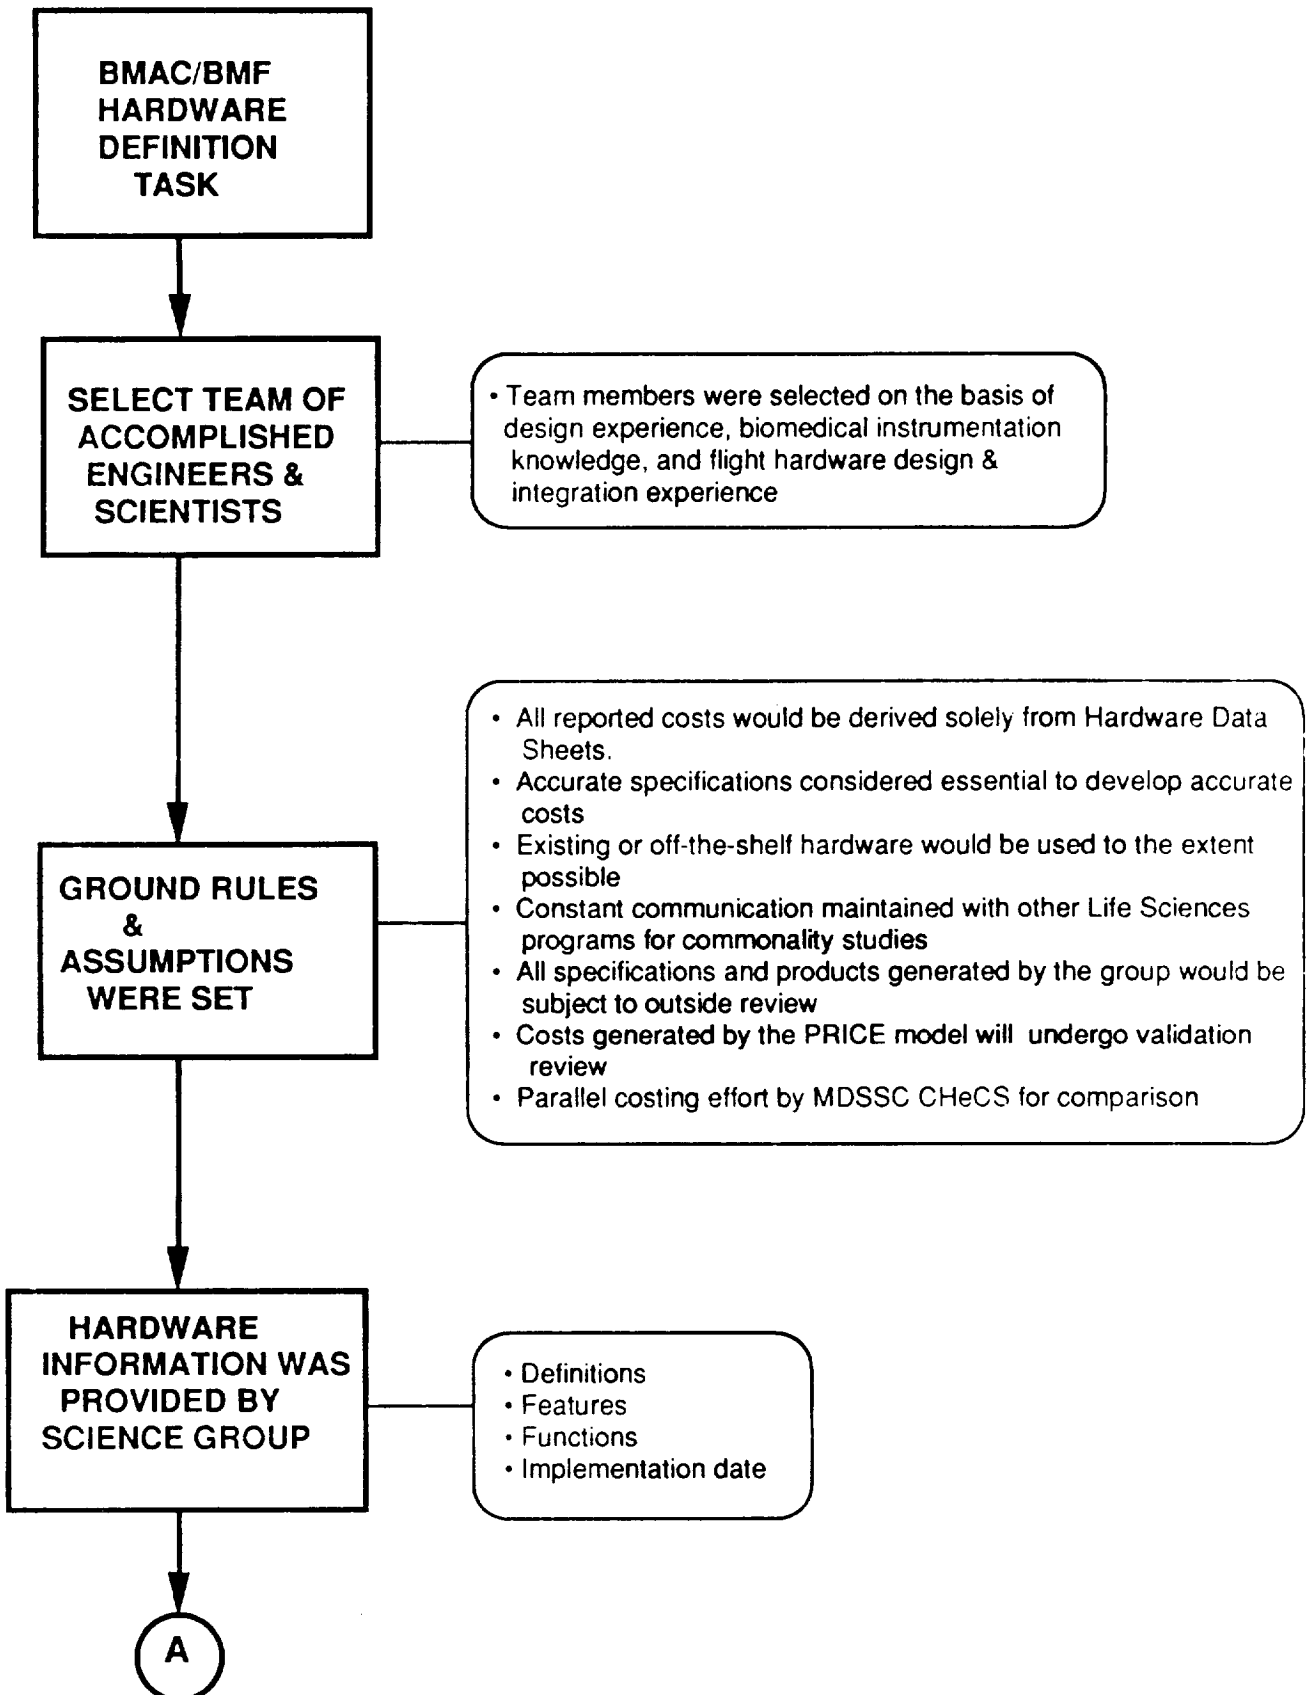 BMAC/BMF
HARDWARE
DEFINITION
TASK
SELECT TEAM OF
ACCOMPLISHED
ENGINEERS &
SCIENTISTS
• Team members were selected on the basis of
design experience, biomedical instrumentation
knowledge, and flight hardware design &
integration experience
GROUND RULES
&
ASSUMPTIONS
WERE SET
• All reported costs would be derived solely from Hardware Data
Sheets.
• Accurate specifications considered essential to develop accurate
costs
• Existing or off-the-shelf hardware would be used to the extent
possible
• Constant communication maintained with other Life Sciences
programs for commonality studies
• All specifications and products generated by the group would be
subject to outside review
• Costs generated by the PRICE model will undergo validation
review
• Parallel costing effort by MDSSC CHeCS for comparison
HARDWARE
INFORMATION WAS
PROVIDED BY
SCIENCE GROUP
• Definitions
• Features
• Functions
• Implementation date
A